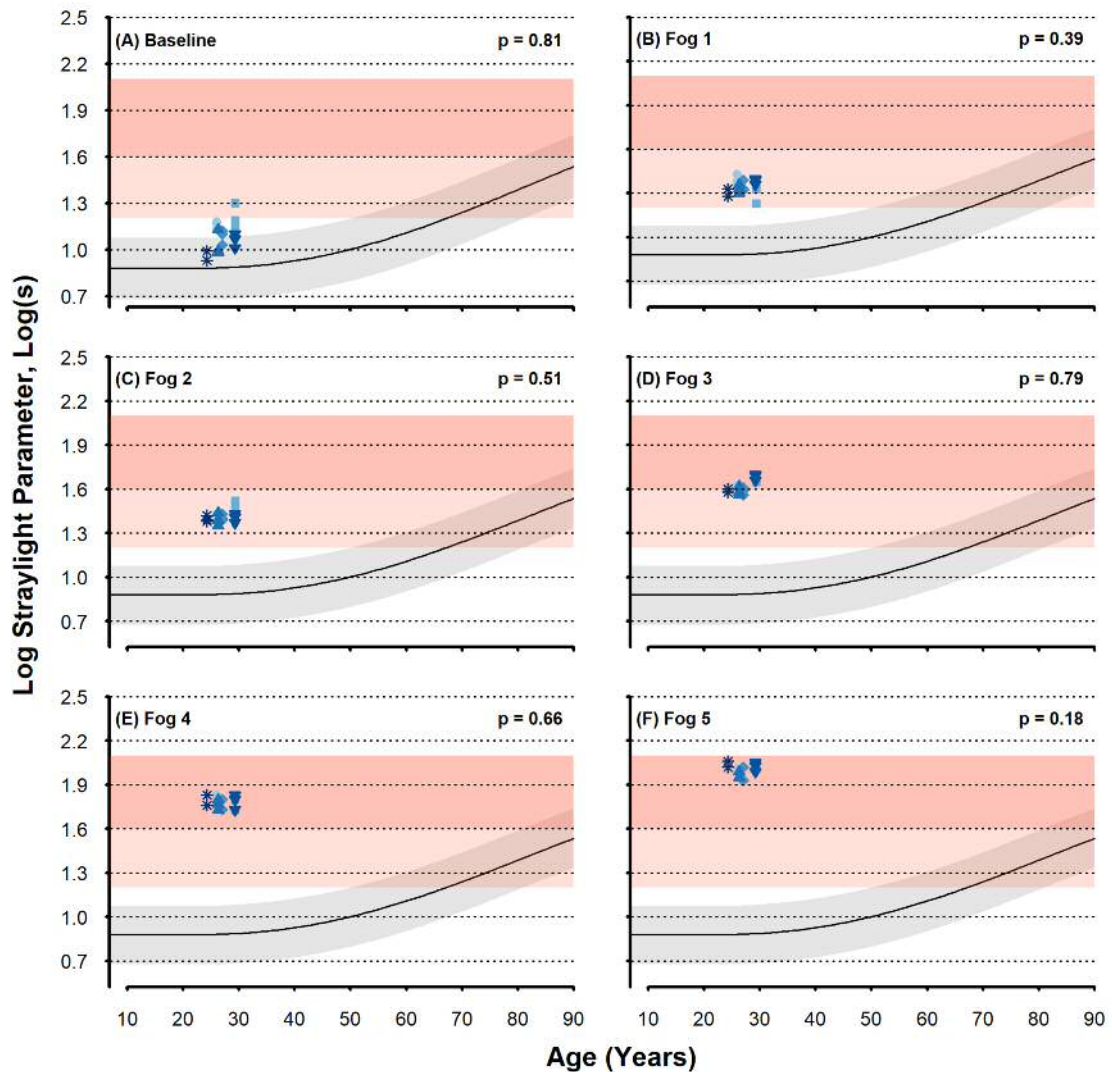 Log Straylight Parameter, Log(s)
2.5
2.2
1.9
1.6
1.3
1.0
0.7
(A) Baseline p = 0.81
(B) Fog 1 p = 0.39
2.5
2.2
1.9
1.6
1.3
1.0
0.7
(C) Fog 2 p = 0.51
(D) Fog 3 p = 0.79
2.5
2.2
1.9
1.6
1.3
1.0
0.7
(E) Fog 4 p = 0.66
(F) Fog 5 p = 0.18
10 20 30 40 50 60 70 80 90
10 20 30 40 50 60 70 80 90
Age (Years)